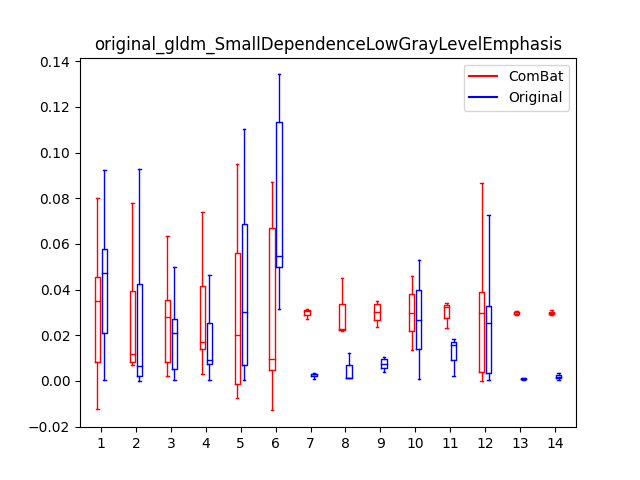 original_gldm_SmallDependenceLowGrayLevelEmphasis
ComBat
Original
0.14
0.12
0.10
0.08
0.06
0.04
0.02
0.00
−0.02
1 2 3 4 5 6 7 8 9 10 11 12 13 14